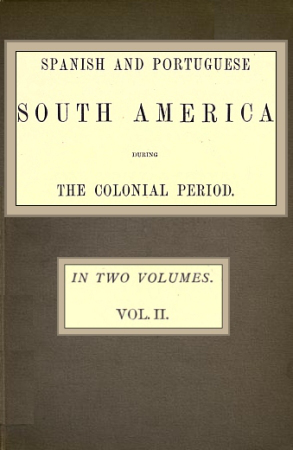 SPANISH AND PORTUGUESE
SOUTH AMERICA
DURING
THE COLONIAL PERIOD.
IN TWO VOLUMES.
VOL. II.